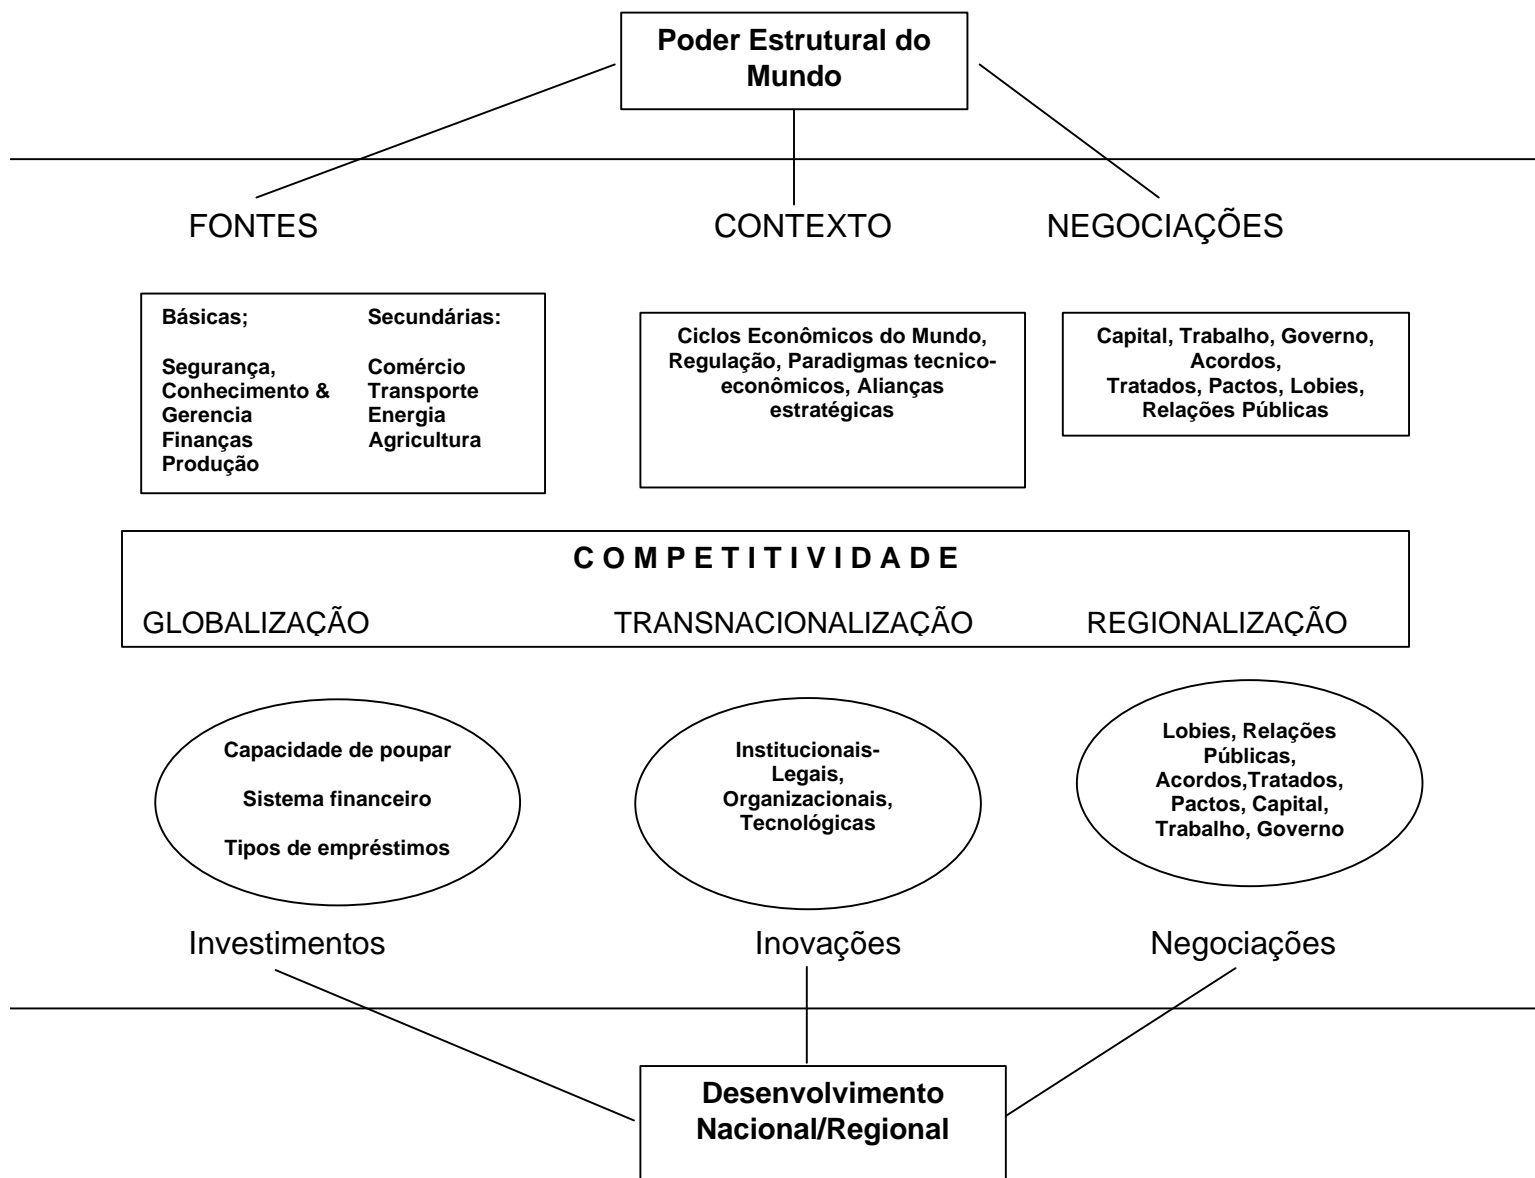 Poder Estrutural do
Mundo
FONTES
CONTEXTO
NEGOCIAÇÕES
Básicas;
Segurança,
Conhecimento &
Gerencia
Finanças
Produção
Secundárias:
Comércio
Transporte
Energia
Agricultura
Ciclos Econômicos do Mundo,
Regulação, Paradigmas tecnico-
econômicos, Alianças
estratégicas
Capital, Trabalho, Governo,
Acordos,
Tratados, Pactos, Lobies,
Relações Públicas
C O M P E T I T I V I D A D E
GLOBALIZAÇÃO
TRANSNACIONALIZAÇÃO
REGIONALIZAÇÃO
Capacidade de poupar
Sistema financeiro
Tipos de empréstimos
Institucionais-
Legais,
Organizacionais,
Tecnológicas
Lobies, Relações
Públicas,
Acordos,Tratados,
Pactos, Capital,
Trabalho, Governo
Investimentos
Inovações
Negociações
Desenvolvimento
Nacional/Regional